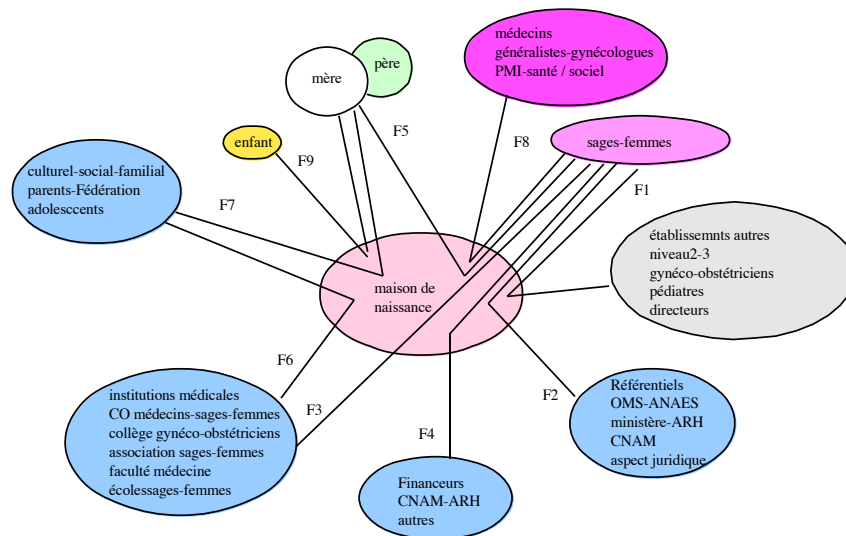 médecins
généralistes-gynécologues
PMI-santé / sociel
père
mère
F5
F8
sages-femmes
enfant
F9
culturel-social-familial
parents-Fédération
adolesccents
F7
F1
établissemnts autres
niveau2-3
gynéco-obstétriciens
pédiatres
directeurs
maison de
naissance
F6
F3
F4
F2
institutions médicales
CO médecins-sages-femmes
collège gynéco-obstétriciens
association sages-femmes
faculté médecine
écolessages-femmes
Financeurs
CNAM-ARH
autres
Référentiels
OMS-ANAES
ministère-ARH
CNAM
aspect juridique